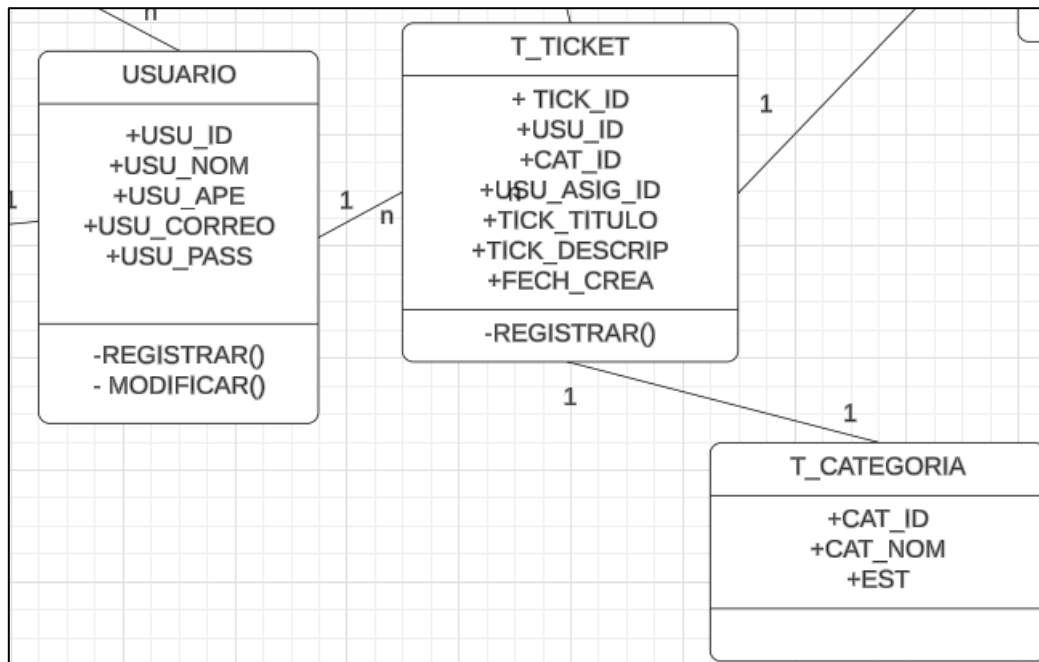 n
USUARIO
+USU_ID
+USU_NOM
+USU_APE
+USU_CORREO
+USU_PASS
-REGISTRAR()
- MODIFICAR()
1
1
n
T_TICKET
+ TICK_ID
+USU_ID
+CAT_ID
+USU_ASIG_ID
n
+TICK_TITULO
+TICK_DESCRIP
+FECH_CREA
-REGISTRAR()
1
1
1
T_CATEGORIA
+CAT_ID
+CAT_NOM
+EST